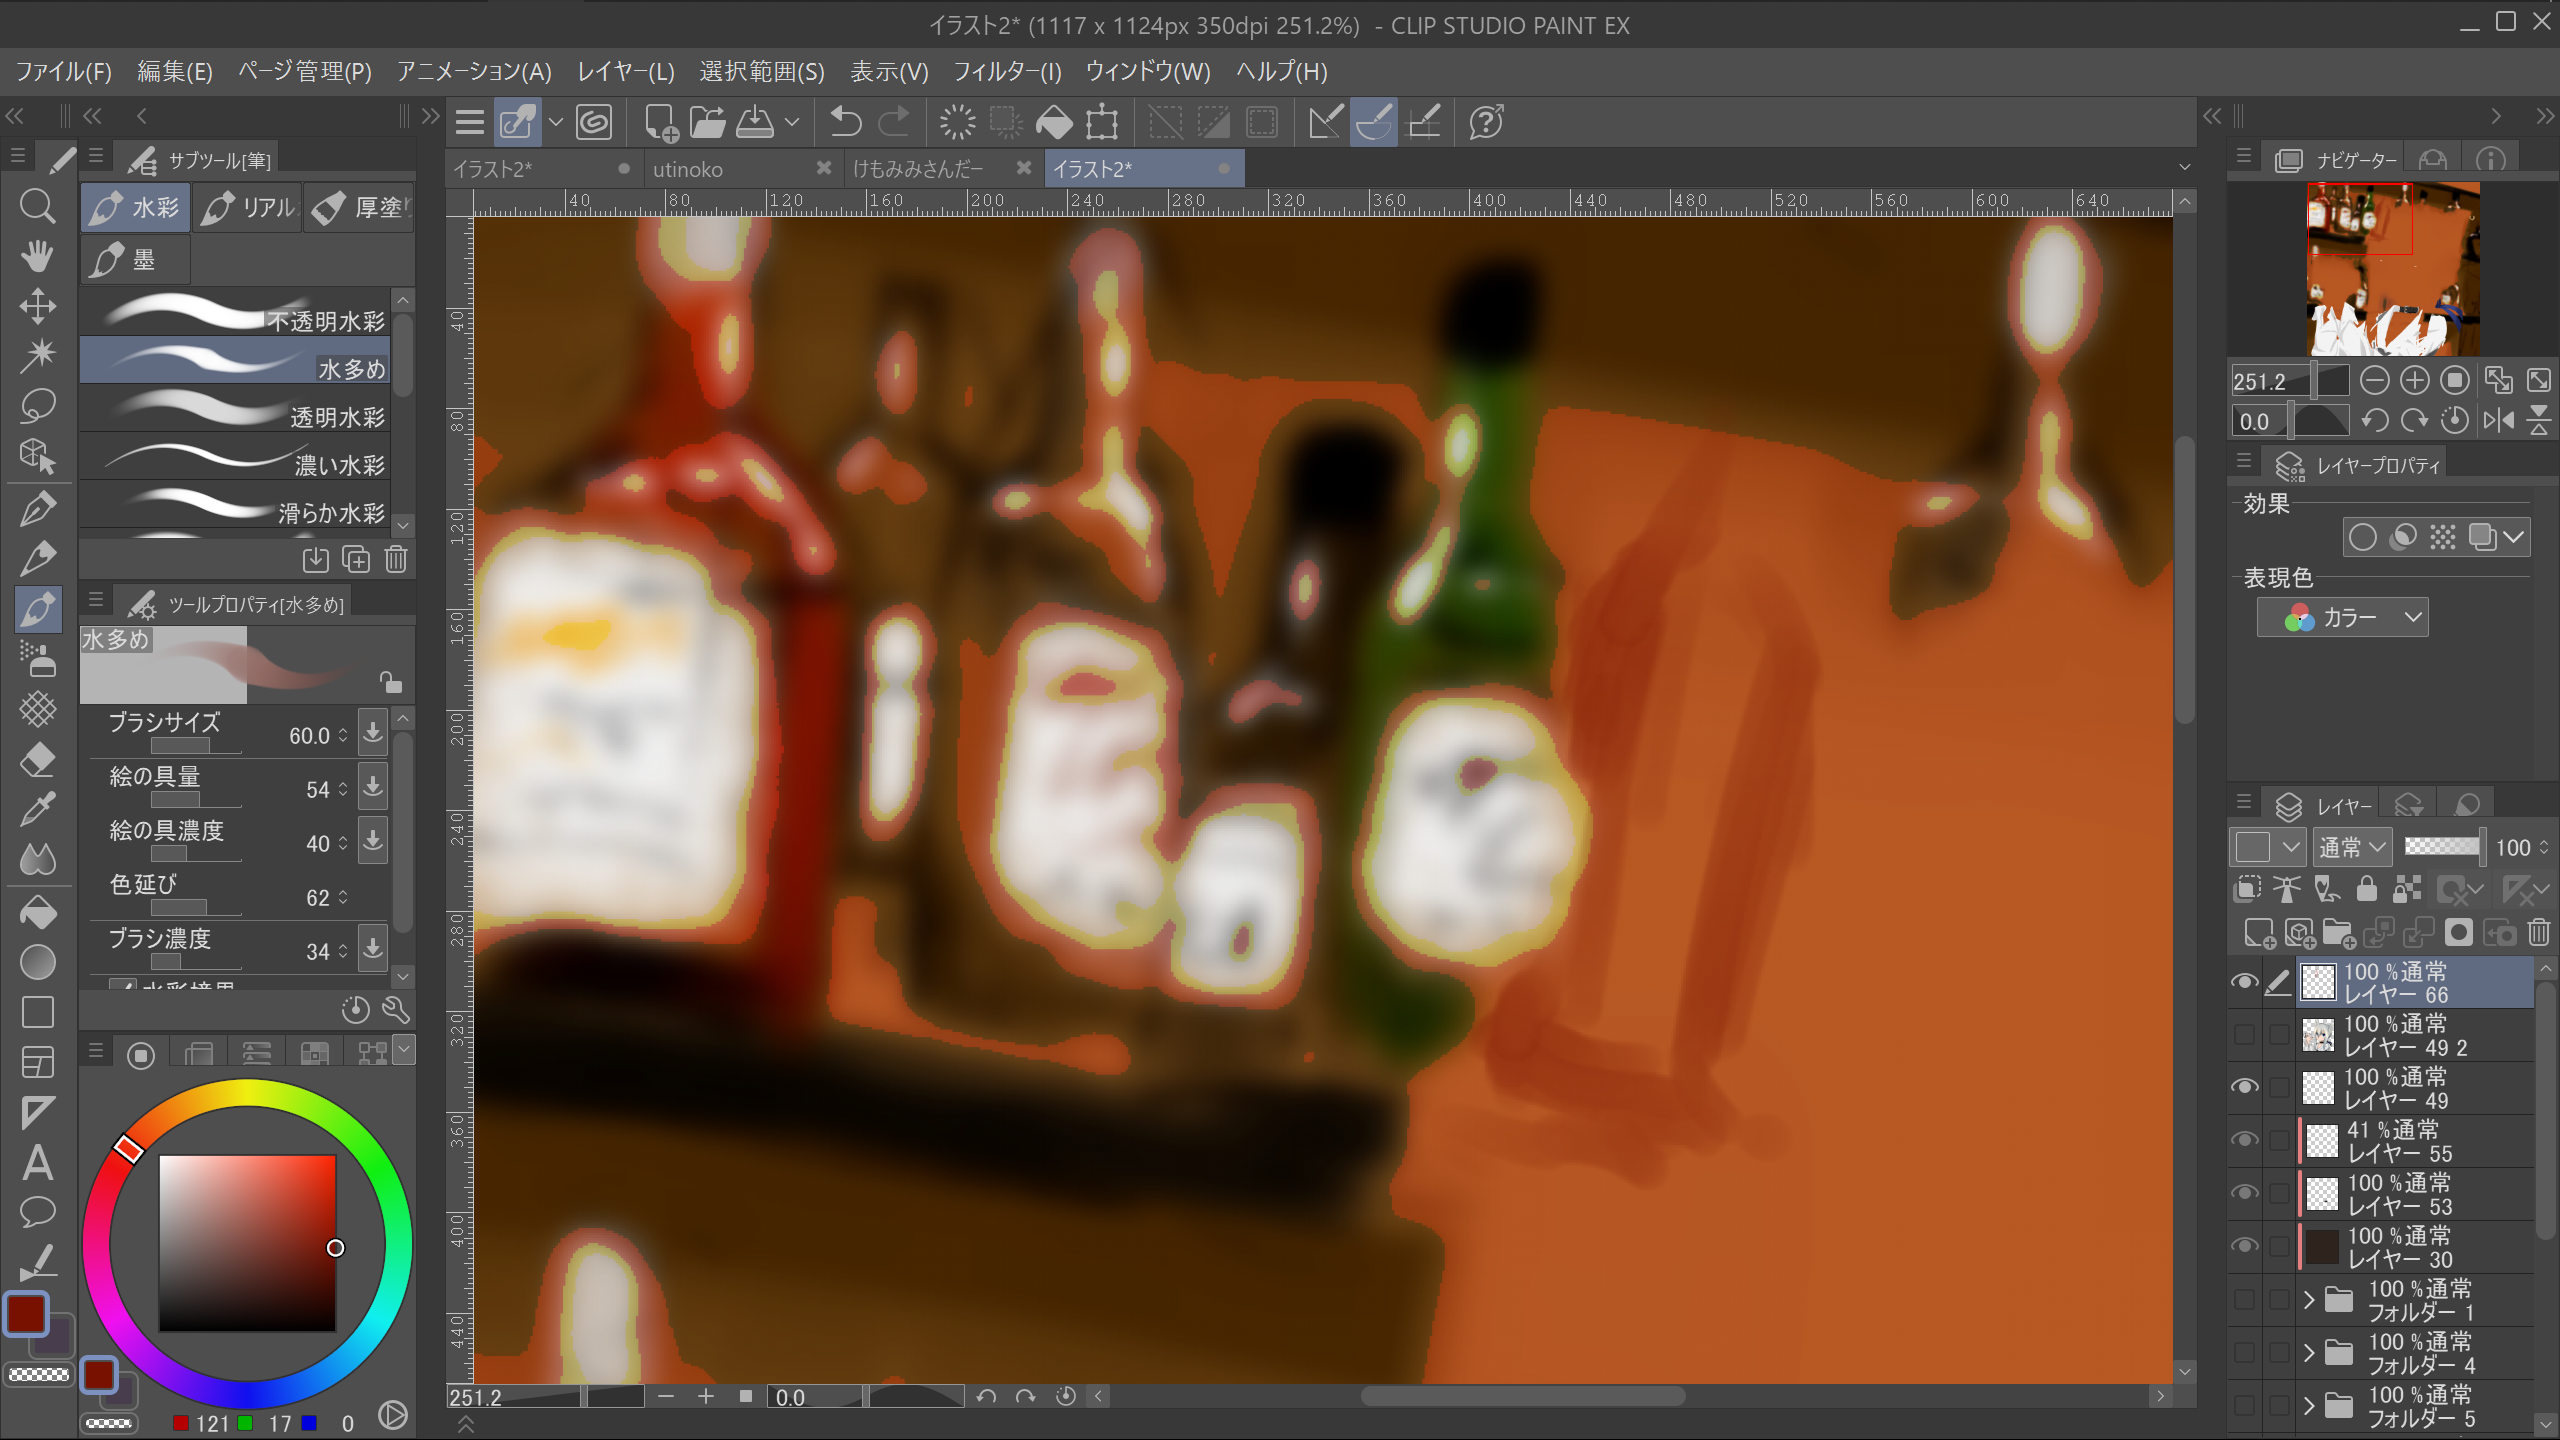 イラスト2* (1117 x 1124px 350dpi 251.2%)  - CLIP STUDIO PAINT EX
ファイル(F) 編集(E) ページ管理(P) アニメーション(A) レイヤー(L) 選択範囲(S) 表示(V) フィルター(I) ウィンドウ(W) ヘルプ(H)
サブツール[筆]
イラスト2* utinoko けもみみさんだー イラスト2*
水彩 リアル 厚塗り
墨
不透明水彩
水多め
透明水彩
濃い水彩
滑らか水彩
40 80 120 160 200 240 280 320 360 400 440 480 520 560 600 640
40
80
120
160
200
240
280
320
360
400
440
ツールプロパティ[水多め]
水多め
ブラシサイズ 60.0
絵の具量 54
絵の具濃度 40
色延び 62
ブラシ濃度 34
水彩境界
121 17 0
251.2 0.0
ナビゲーター
251.2
0.0
レイヤープロパティ
効果
表現色
カラー
レイヤー
通常 100
100 %通常
レイヤー 66
100 %通常
レイヤー 49 2
100 %通常
レイヤー 49
41 %通常
レイヤー 55
100 %通常
レイヤー 53
100 %通常
レイヤー 30
100 %通常
フォルダー 1
100 %通常
フォルダー 4
100 %通常
フォルダー 5